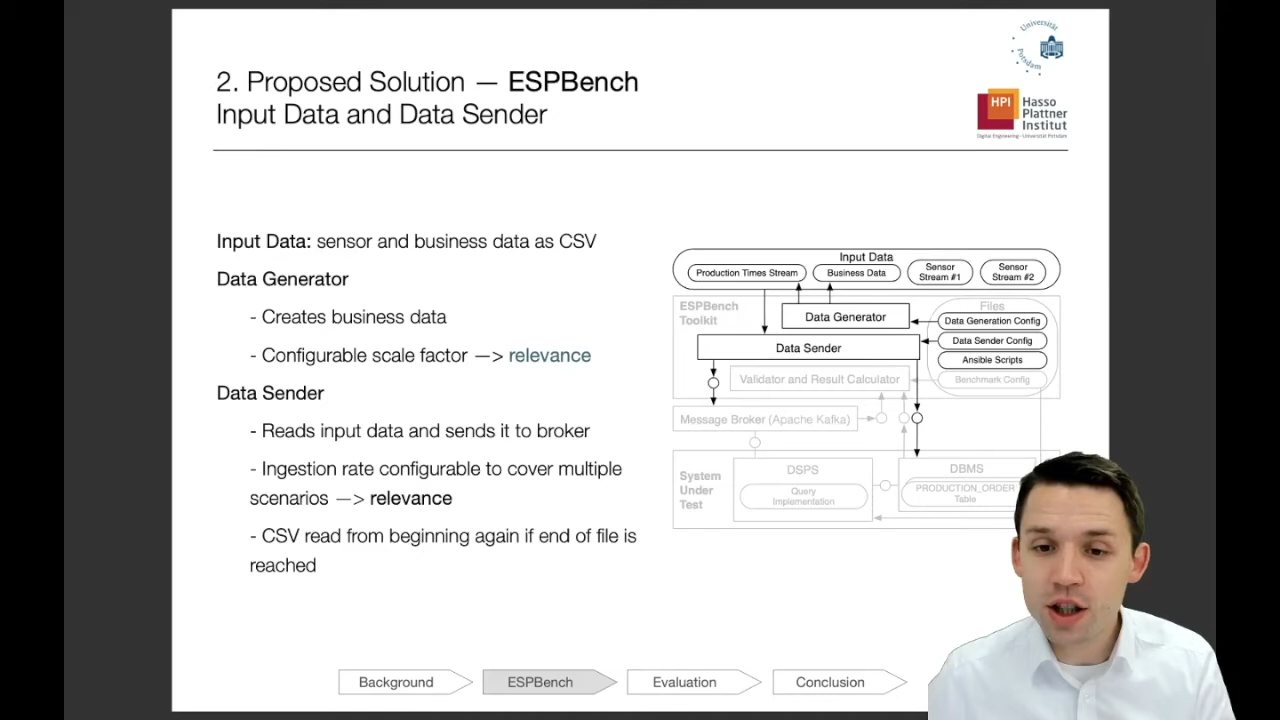 Universität
Potsdam
2. Proposed Solution — ESPBench
Input Data and Data Sender
HPI
Hasso
Plattner
Institut
Digital Engineering · Universität Potsdam
Input Data: sensor and business data as CSV
Data Generator
- Creates business data
- Configurable scale factor —> relevance
Data Sender
- Reads input data and sends it to broker
- Ingestion rate configurable to cover multiple
scenarios —> relevance
- CSV read from beginning again if end of file is
reached
Input Data
Production Times Stream
Business Data
Sensor
Stream #1
Sensor
Stream #2
ESPBench
Toolkit
Data Generator
Data Sender
Validator and Result Calculator
Files
Data Generation Config
Data Sender Config
Ansible Scripts
Benchmark Config
Message Broker (Apache Kafka)
System
Under
Test
DSPS
Query
Implementation
DBMS
PRODUCTION_ORDER
Table
Background
ESPBench
Evaluation
Conclusion